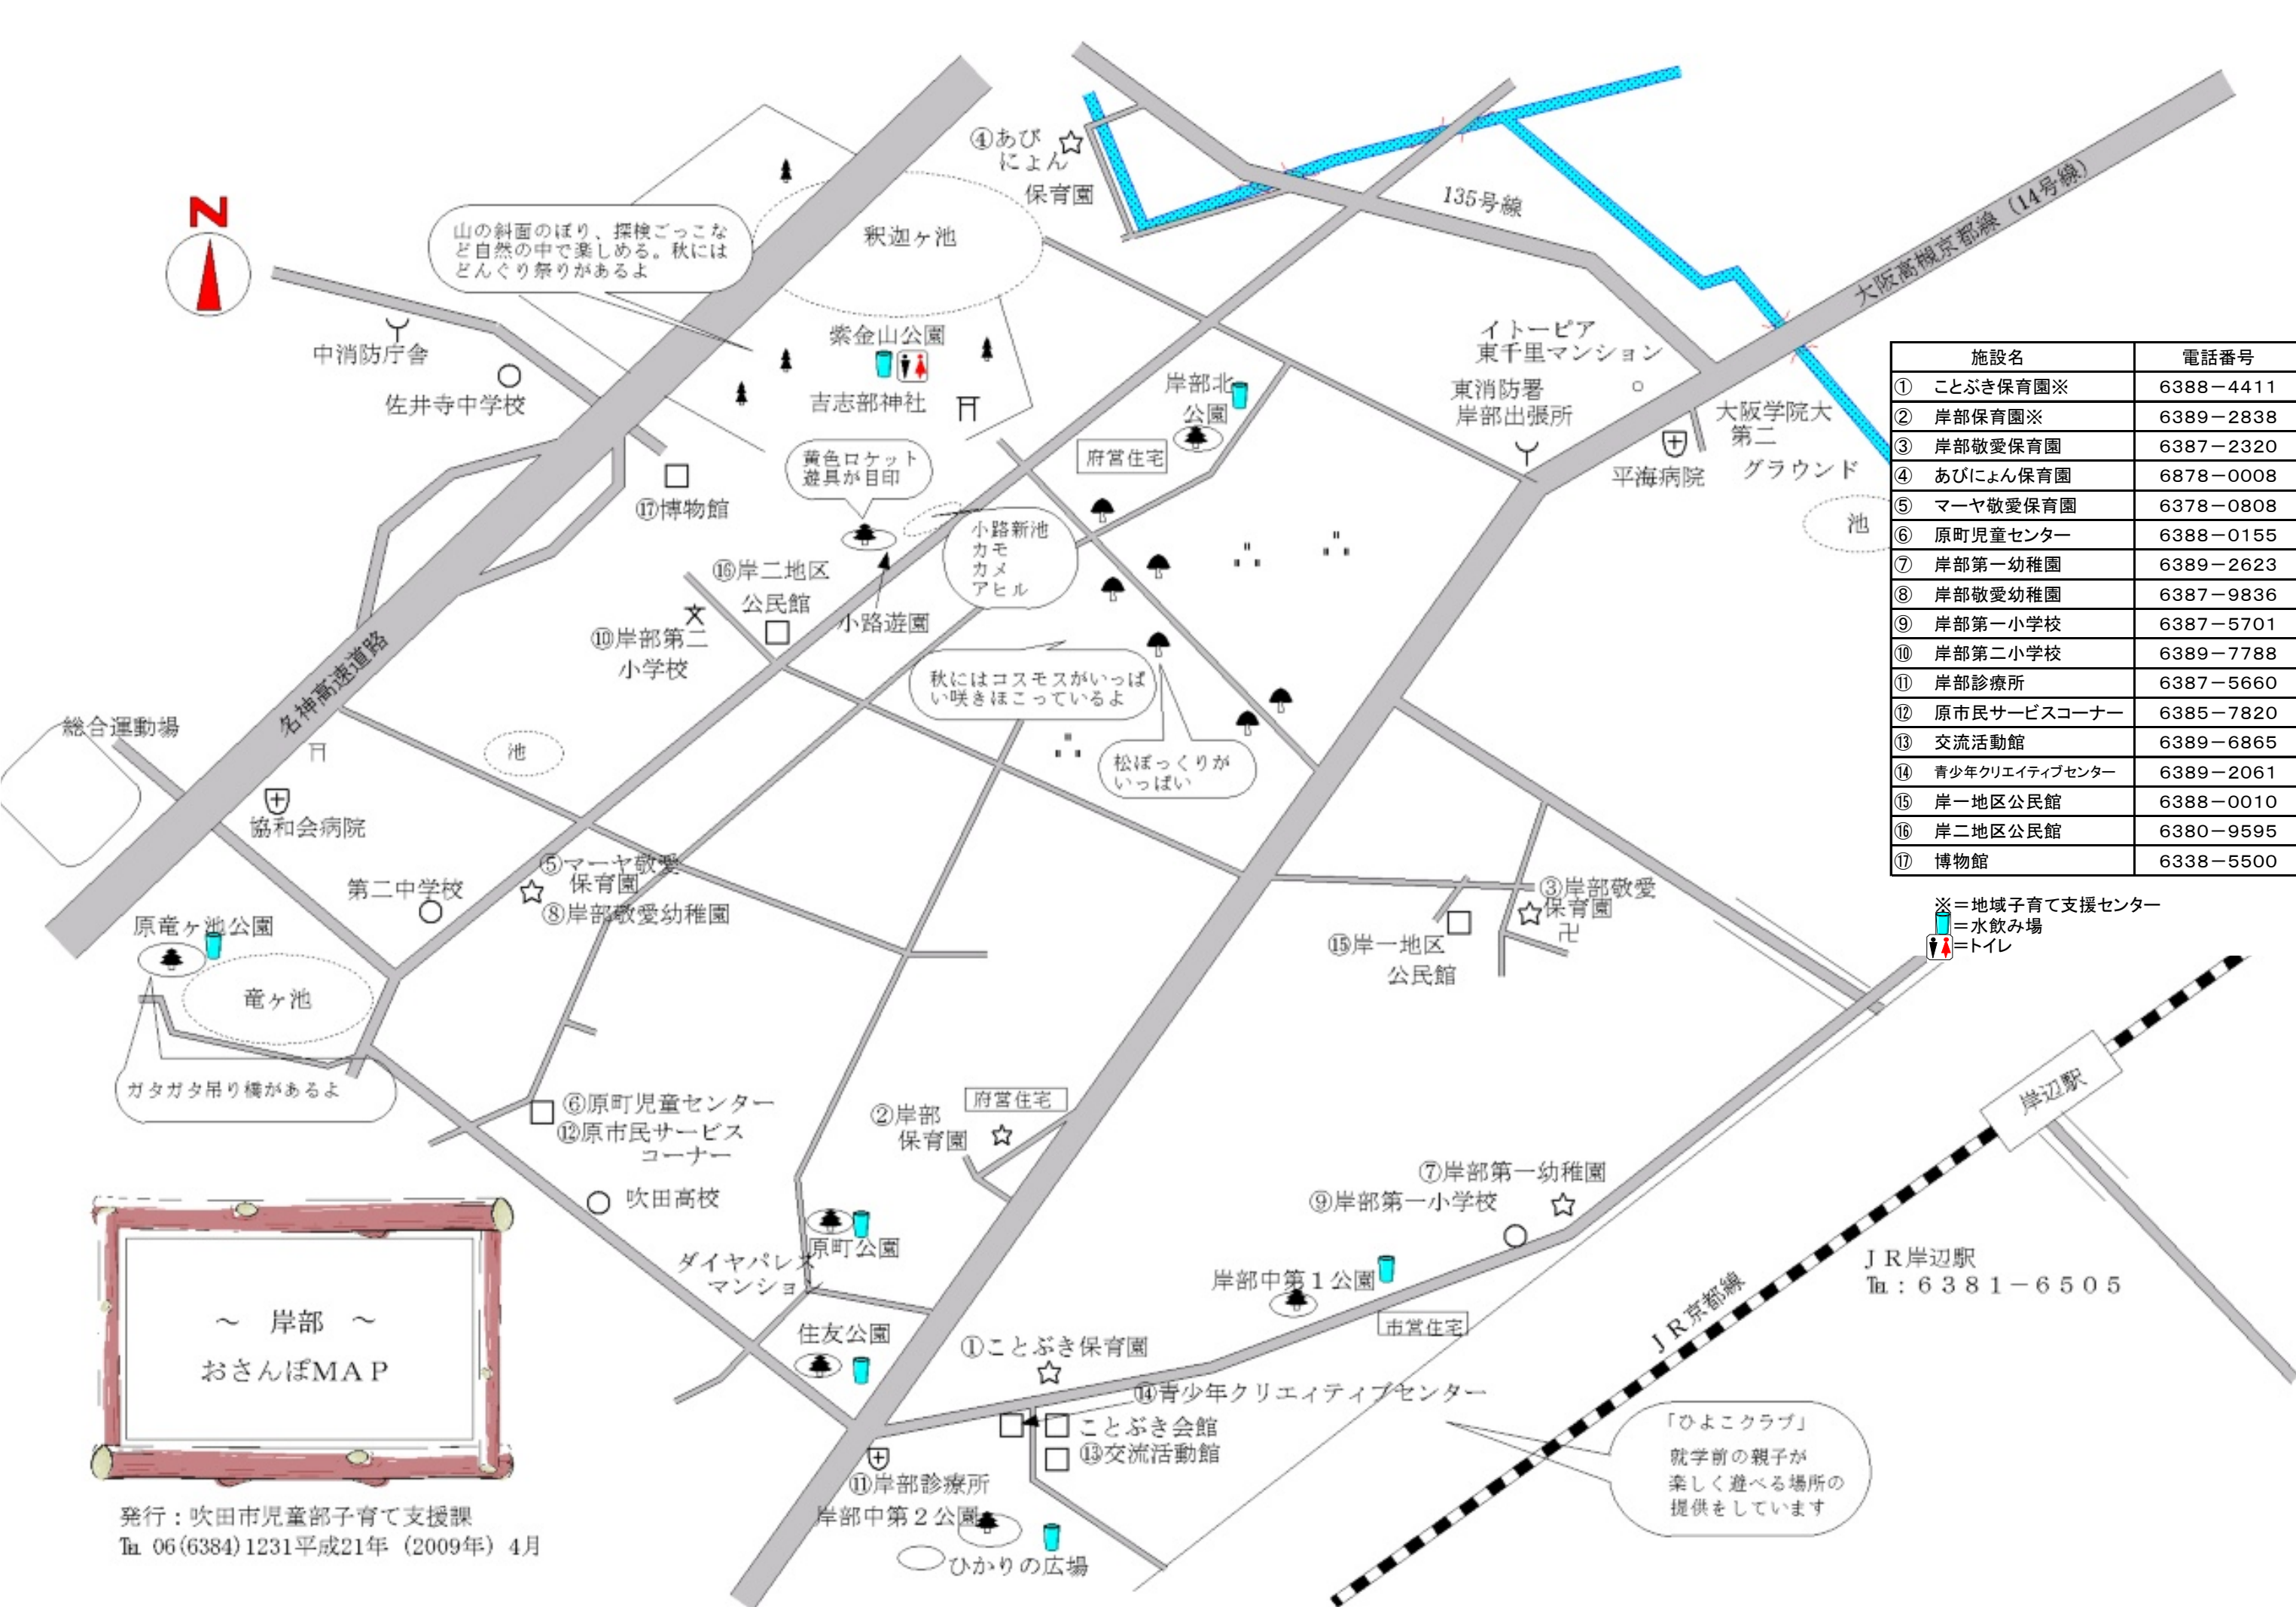 N
④あび
にょん
保育園
135号線
大阪高槻京都線（14号線）
山の斜面のぼり、探検ごっこな
ど自然の中で楽しめる。秋には
どんぐり祭りがあるよ
釈迦ヶ池
中消防庁舎
佐井寺中学校
紫金山公園
吉志部神社
岸部北
公園
府営住宅
イトーピア
東千里マンション
東消防署
岸部出張所
平海病院
大阪学院大
第二
グラウンド
池
黄色ロケット
遊具が目印
⑰博物館
小路新池
カモ
カメ
アヒル
⑯岸二地区
公民館
小路遊園
⑩岸部第二
小学校
秋にはコスモスがいっぱ
い咲きほこっているよ
松ぼっくりが
いっぱい
名神高速道路
総合運動場
池
協和会病院
第二中学校
⑤マーヤ敬愛
保育園
⑧岸部敬愛幼稚園
原竜ヶ池公園
竜ヶ池
ガタガタ吊り橋があるよ
③岸部敬愛
保育園
卍
⑮岸一地区
公民館
⑥原町児童センター
⑫原市民サービス
コーナー
②岸部
保育園
府営住宅
吹田高校
原町公園
ダイヤパレス
マンション
住友公園
⑦岸部第一幼稚園
⑨岸部第一小学校
岸部中第１公園
市営住宅
①ことぶき保育園
⑭青少年クリエィティブセンター
ことぶき会館
⑬交流活動館
⑪岸部診療所
岸部中第２公園
ひかりの広場
岸辺駅
ＪＲ岸辺駅
℡：６３８１－６５０５
ＪＲ京都線
「ひよこクラブ」
就学前の親子が
楽しく遊べる場所の
提供をしています
施設名 電話番号
① ことぶき保育園※ 6388－4411
② 岸部保育園※ 6389－2838
③ 岸部敬愛保育園 6387－2320
④ あびにょん保育園 6878－0008
⑤ マーヤ敬愛保育園 6378－0808
⑥ 原町児童センター 6388－0155
⑦ 岸部第一幼稚園 6389－2623
⑧ 岸部敬愛幼稚園 6387－9836
⑨ 岸部第一小学校 6387－5701
⑩ 岸部第二小学校 6389－7788
⑪ 岸部診療所 6387－5660
⑫ 原市民サービスコーナー 6385－7820
⑬ 交流活動館 6389－6865
⑭ 青少年クリエイティブセンター 6389－2061
⑮ 岸一地区公民館 6388－0010
⑯ 岸二地区公民館 6380－9595
⑰ 博物館 6338－5500
※＝地域子育て支援センター
＝水飲み場
＝トイレ
～ 岸部 ～
おさんぽMＡＰ
発行：吹田市児童部子育て支援課
℡ 06(6384)1231平成21年（2009年）4月